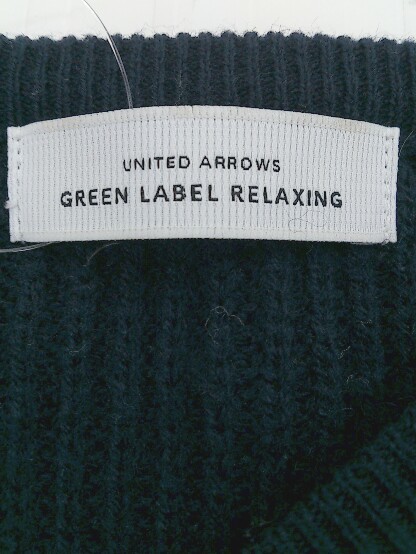 UNITED ARROWS
GREEN LABEL RELAXING